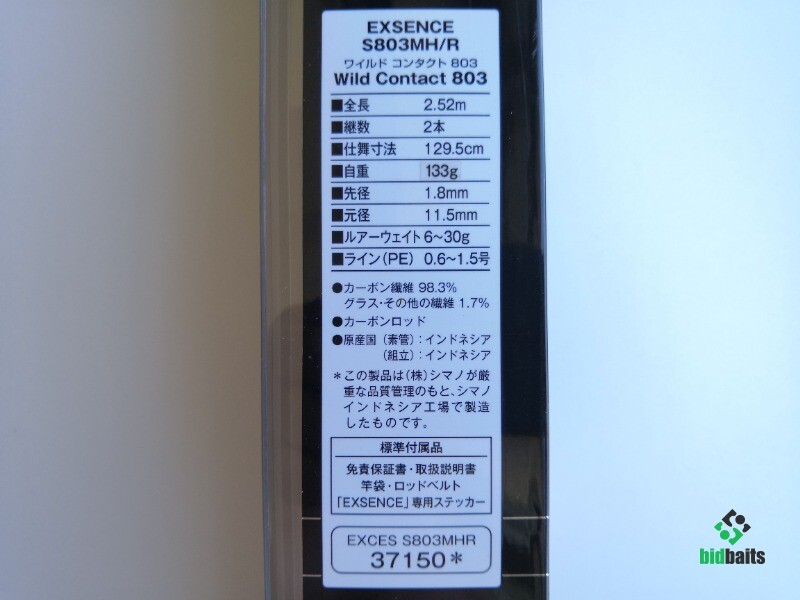 EXSENCE
S803MH/R
ワイルド コンタクト 803
Wild Contact 803
■全長 2.52m
■継数 2本
■仕舞寸法 129.5cm
■自重 133g
■先径 1.8mm
■元径 11.5mm
■ルアーウェイト 6～30g
■ライン(PE) 0.6～1.5号
●カーボン繊維 98.3%
グラス・その他の繊維 1.7%
●カーボンロッド
●原産国（素管）：インドネシア
（組立）：インドネシア
＊この製品は(株)シマノが厳
重な品質管理のもと、シマノ
インドネシア工場で製造
したものです。
標準付属品
免責保証書・取扱説明書
竿袋・ロッドベルト
「EXSENCE」専用ステッカー
EXCES S803MHR
37150＊
bidbaits